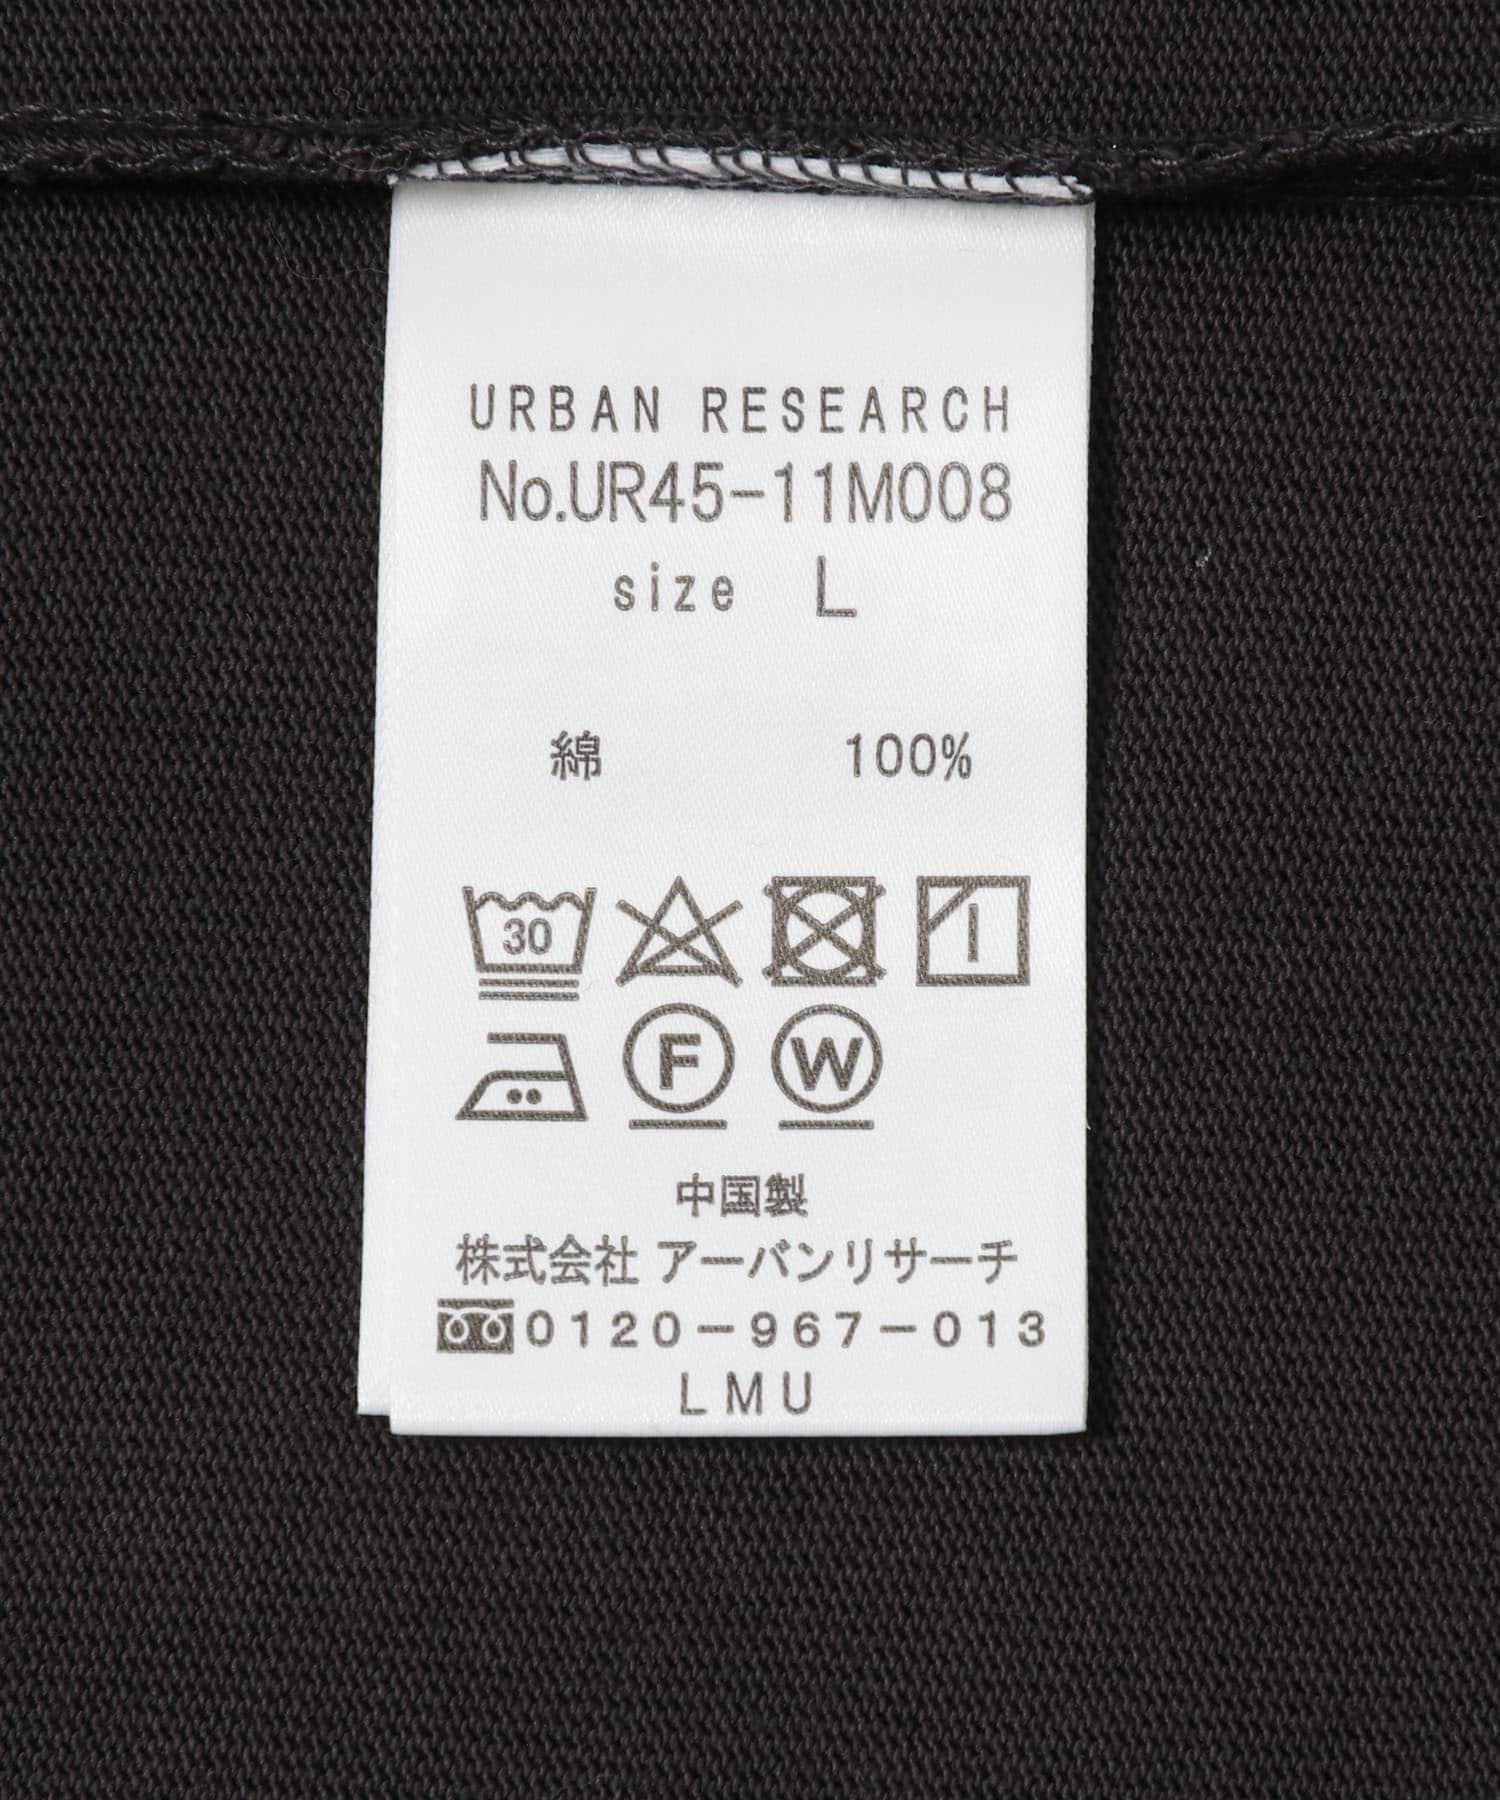 URBAN RESEARCH
No.UR45-11M008
size L
綿 100%
30
F W
中国製
株式会社 アーバンリサーチ
0120-967-013
LMU